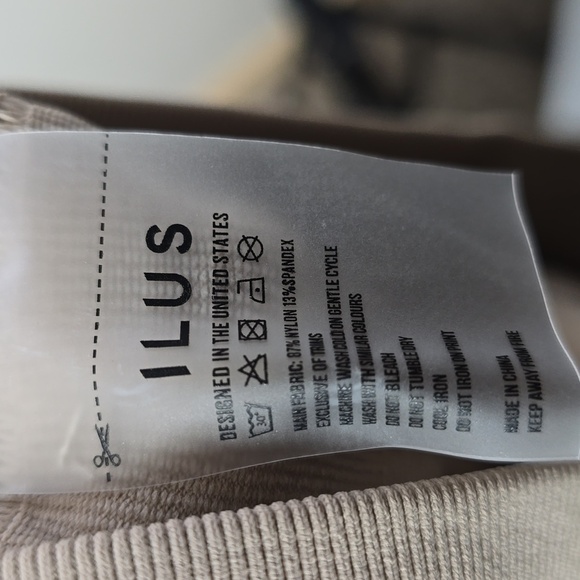 ILUS
DESIGNED IN THE UNITED STATES
30°
MAIN FABRIC: 87% NYLON 13%SPANDEX
EXCLUSIVE OF TRIMS
MACHINE WASH COLD ON GENTLE CYCLE
WASH WITH SIMILAR COLOURS
DO NOT BLEACH
DO NOT TUMBLE DRY
COOL IRON
DO NOT IRON ON PRINT
MADE IN CHINA
KEEP AWAY FROM FIRE